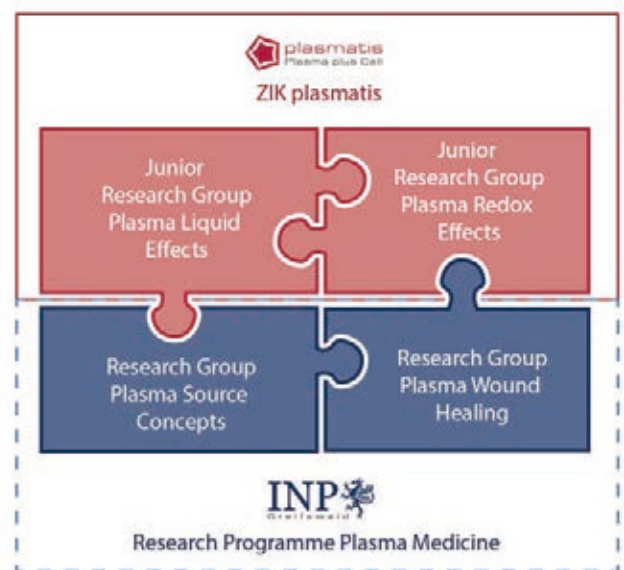 plasmatis
Plasma plus Cell
ZIK plasmatis
Junior
Research Group
Plasma Liquid
Effects
Junior
Research Group
Plasma Redox
Effects
Research Group
Plasma Source
Concepts
Research Group
Plasma Wound
Healing
INP
Greifswald
Research Programme Plasma Medicine